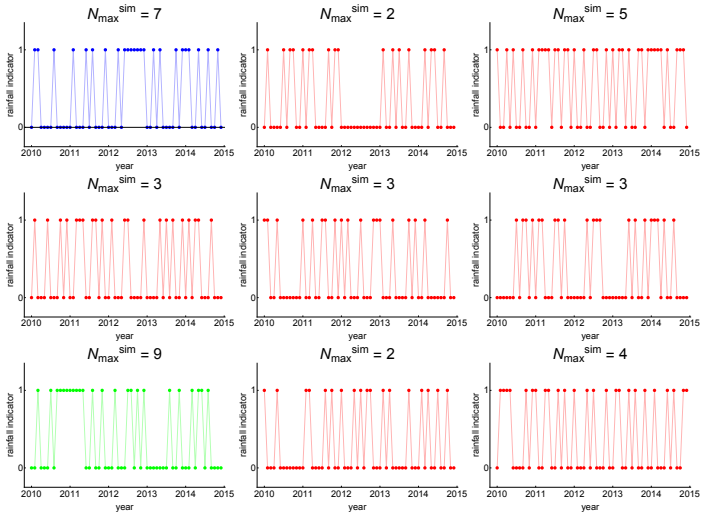 N_max^sim = 7
N_max^sim = 2
N_max^sim = 5
rainfall indicator
1
0
2010 2011 2012 2013 2014 2015
year
rainfall indicator
1
0
2010 2011 2012 2013 2014 2015
year
rainfall indicator
1
0
2010 2011 2012 2013 2014 2015
year
N_max^sim = 3
N_max^sim = 3
N_max^sim = 3
rainfall indicator
1
0
2010 2011 2012 2013 2014 2015
year
rainfall indicator
1
0
2010 2011 2012 2013 2014 2015
year
rainfall indicator
1
0
2010 2011 2012 2013 2014 2015
year
N_max^sim = 9
N_max^sim = 2
N_max^sim = 4
rainfall indicator
1
0
2010 2011 2012 2013 2014 2015
year
rainfall indicator
1
0
2010 2011 2012 2013 2014 2015
year
rainfall indicator
1
0
2010 2011 2012 2013 2014 2015
year